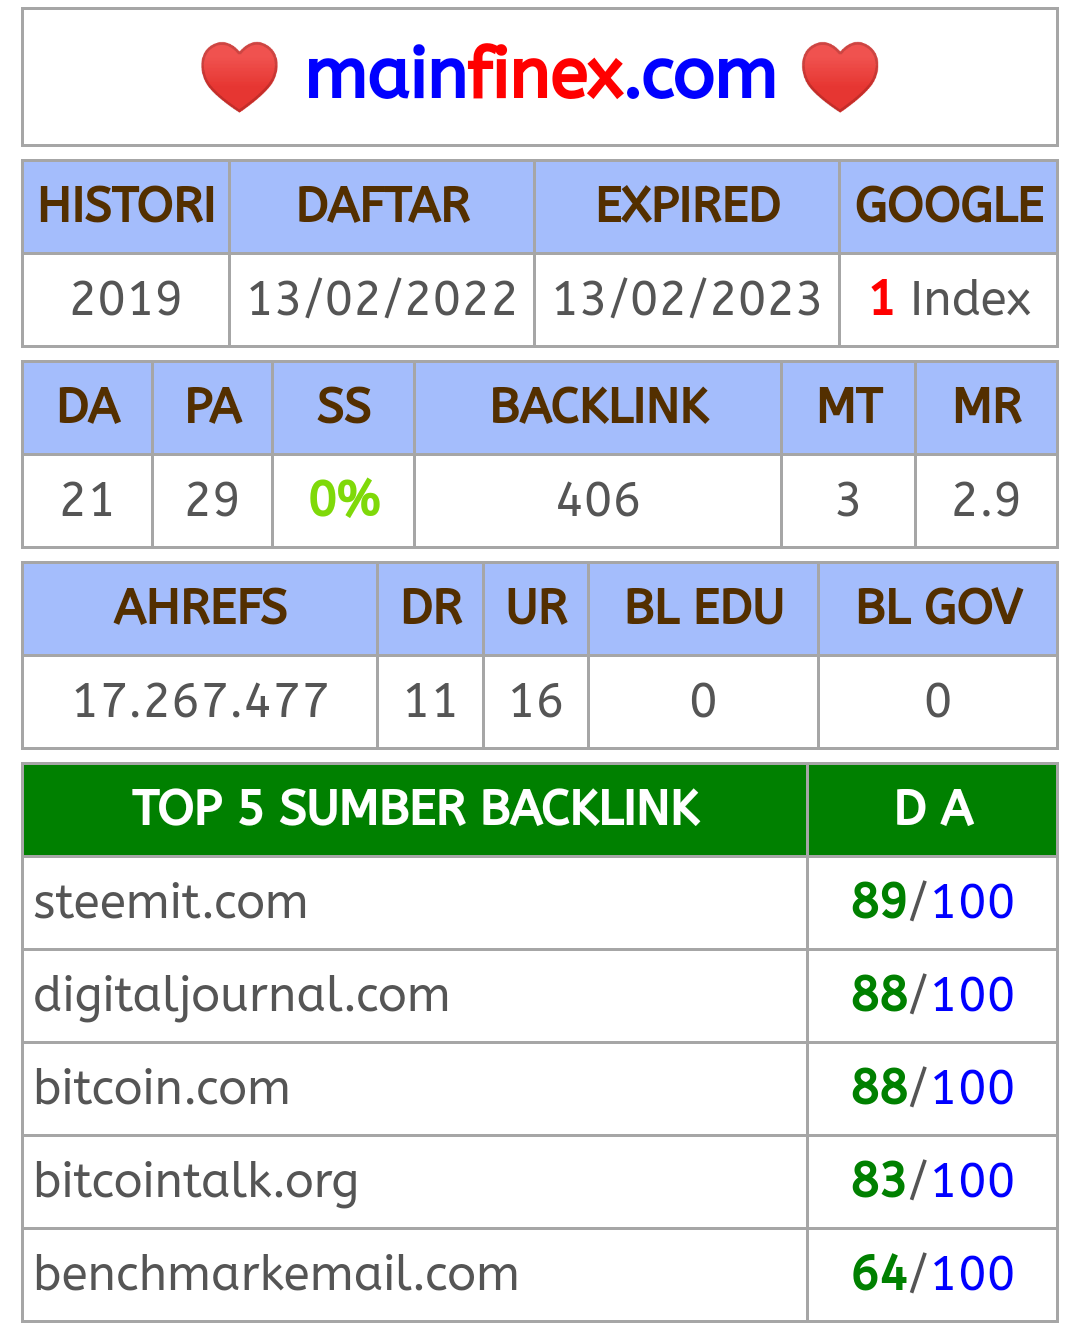 mainfinex.com
HISTORI DAFTAR EXPIRED GOOGLE
2019 13/02/2022 13/02/2023 1 Index
DA PA SS BACKLINK MT MR
21 29 0% 406 3 2.9
AHREFS DR UR BL EDU BL GOV
17.267.477 11 16 0 0
TOP 5 SUMBER BACKLINK D A
steemit.com 89/100
digitaljournal.com 88/100
bitcoin.com 88/100
bitcointalk.org 83/100
benchmarkemail.com 64/100